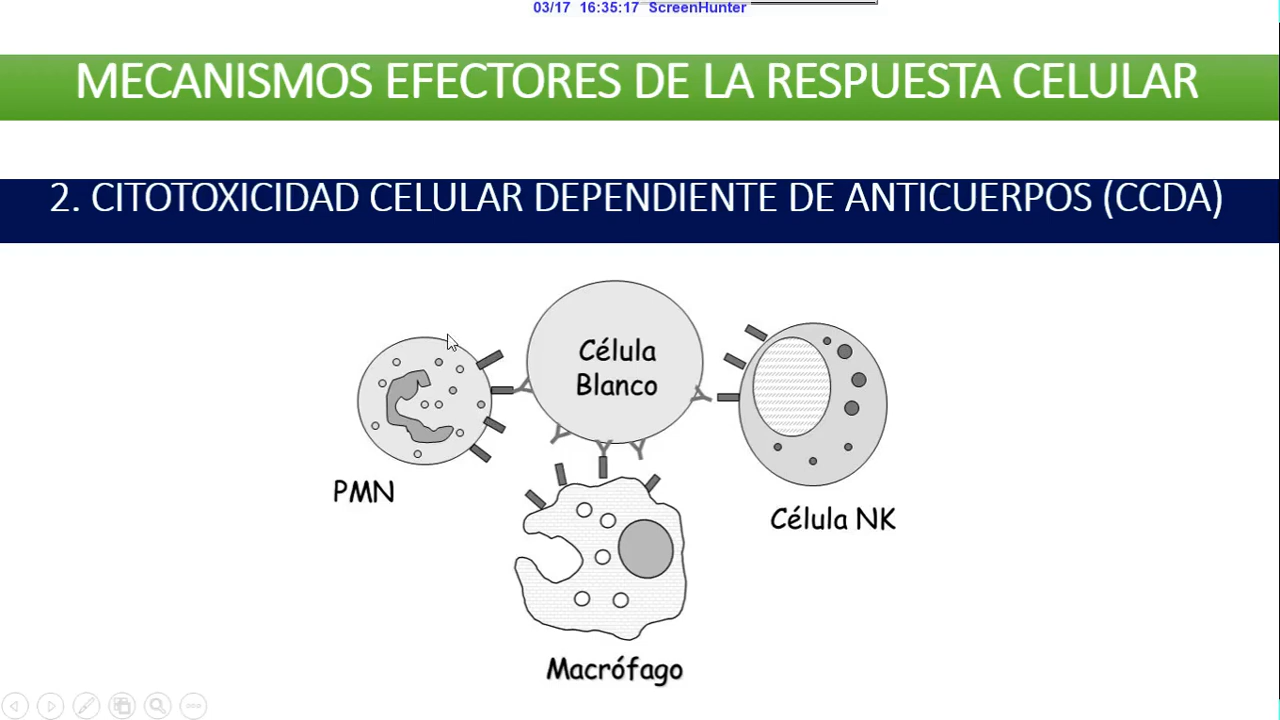 03/17 16:35:17 ScreenHunter
MECANISMOS EFECTORES DE LA RESPUESTA CELULAR
2. CITOTOXICIDAD CELULAR DEPENDIENTE DE ANTICUERPOS (CCDA)
Célula
Blanco
PMN
Célula NK
Macrófago